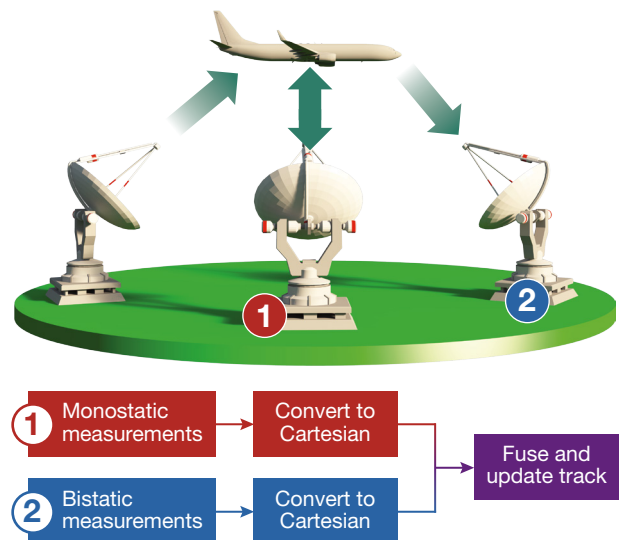 1
2
1
Monostatic
measurements
Convert to
Cartesian
Fuse and
update track
2
Bistatic
measurements
Convert to
Cartesian